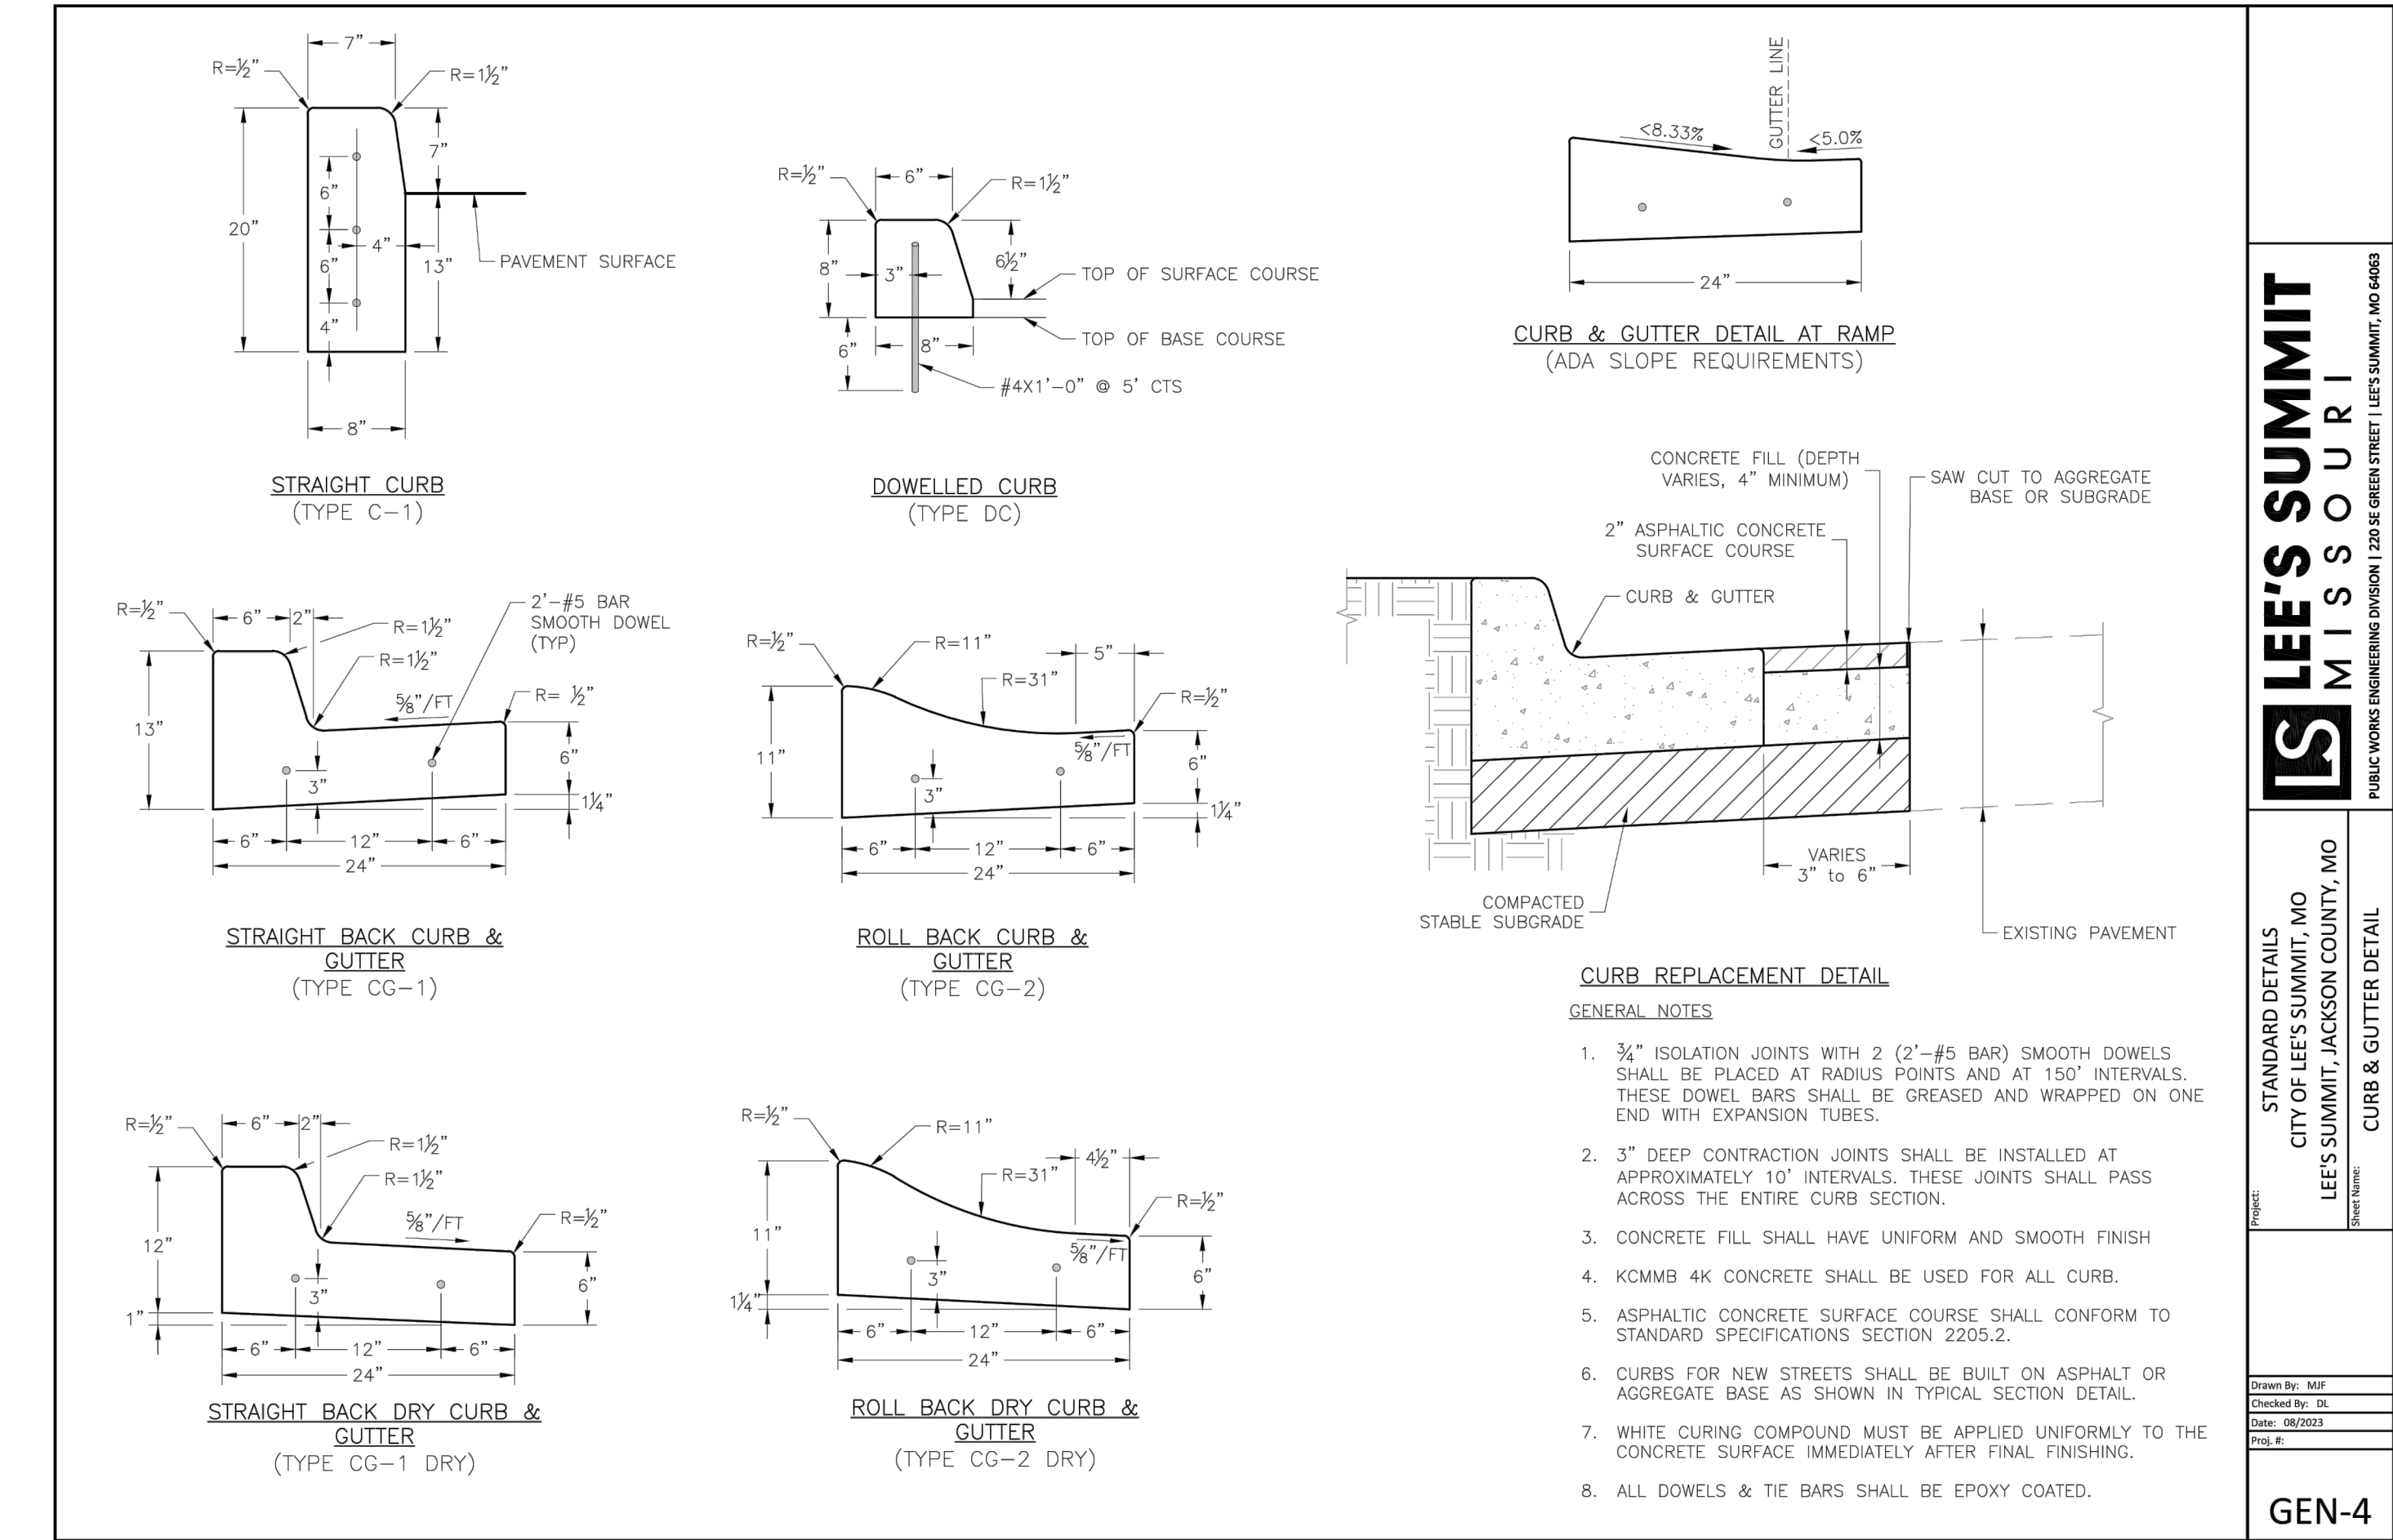 7”
R=½”
R=1½”
7”
6”
20”
4”
6”
13”
PAVEMENT SURFACE
4”
8”
STRAIGHT CURB
(TYPE C-1)
R=½”
6”
R=1½”
8”
3”
6½”
TOP OF SURFACE COURSE
TOP OF BASE COURSE
6”
8”
#4X1’-0” @ 5’ CTS
DOWELLED CURB
(TYPE DC)
GUTTER LINE
<8.33%
<5.0%
24”
CURB & GUTTER DETAIL AT RAMP
(ADA SLOPE REQUIREMENTS)
R=½”
6”
2”
R=1½”
R=1½”
2’-#5 BAR
SMOOTH DOWEL
(TYP)
⅝”/FT
R= ½”
13”
6”
3”
1¼”
6”
12”
6”
24”
STRAIGHT BACK CURB &
GUTTER
(TYPE CG-1)
R=½”
R=11”
R=31”
5”
R=½”
11”
⅝”/FT
6”
3”
1¼”
6”
12”
6”
24”
ROLL BACK CURB &
GUTTER
(TYPE CG-2)
CONCRETE FILL (DEPTH
VARIES, 4” MINIMUM)
SAW CUT TO AGGREGATE
BASE OR SUBGRADE
2” ASPHALTIC CONCRETE
SURFACE COURSE
CURB & GUTTER
VARIES
3” to 6”
COMPACTED
STABLE SUBGRADE
EXISTING PAVEMENT
CURB REPLACEMENT DETAIL
R=½”
6”
2”
R=1½”
R=1½”
⅝”/FT
R=½”
12”
6”
3”
1”
6”
12”
6”
24”
STRAIGHT BACK DRY CURB &
GUTTER
(TYPE CG-1 DRY)
R=½”
R=11”
R=31”
4½”
R=½”
11”
⅝”/FT
6”
3”
1¼”
6”
12”
6”
24”
ROLL BACK DRY CURB &
GUTTER
(TYPE CG-2 DRY)
GENERAL NOTES
1. ¾” ISOLATION JOINTS WITH 2 (2’-#5 BAR) SMOOTH DOWELS
SHALL BE PLACED AT RADIUS POINTS AND AT 150’ INTERVALS.
THESE DOWEL BARS SHALL BE GREASED AND WRAPPED ON ONE
END WITH EXPANSION TUBES.
2. 3” DEEP CONTRACTION JOINTS SHALL BE INSTALLED AT
APPROXIMATELY 10’ INTERVALS. THESE JOINTS SHALL PASS
ACROSS THE ENTIRE CURB SECTION.
3. CONCRETE FILL SHALL HAVE UNIFORM AND SMOOTH FINISH
4. KCMMB 4K CONCRETE SHALL BE USED FOR ALL CURB.
5. ASPHALTIC CONCRETE SURFACE COURSE SHALL CONFORM TO
STANDARD SPECIFICATIONS SECTION 2205.2.
6. CURBS FOR NEW STREETS SHALL BE BUILT ON ASPHALT OR
AGGREGATE BASE AS SHOWN IN TYPICAL SECTION DETAIL.
7. WHITE CURING COMPOUND MUST BE APPLIED UNIFORMLY TO THE
CONCRETE SURFACE IMMEDIATELY AFTER FINAL FINISHING.
8. ALL DOWELS & TIE BARS SHALL BE EPOXY COATED.
LS LEE'S SUMMIT
MISSOURI
PUBLIC WORKS ENGINEERING DIVISION | 220 SE GREEN STREET | LEE'S SUMMIT, MO 64063
Project:
STANDARD DETAILS
CITY OF LEE'S SUMMIT, MO
LEE'S SUMMIT, JACKSON COUNTY, MO
Sheet Name:
CURB & GUTTER DETAIL
Drawn By: MJF
Checked By: DL
Date: 08/2023
Proj. #:
GEN-4